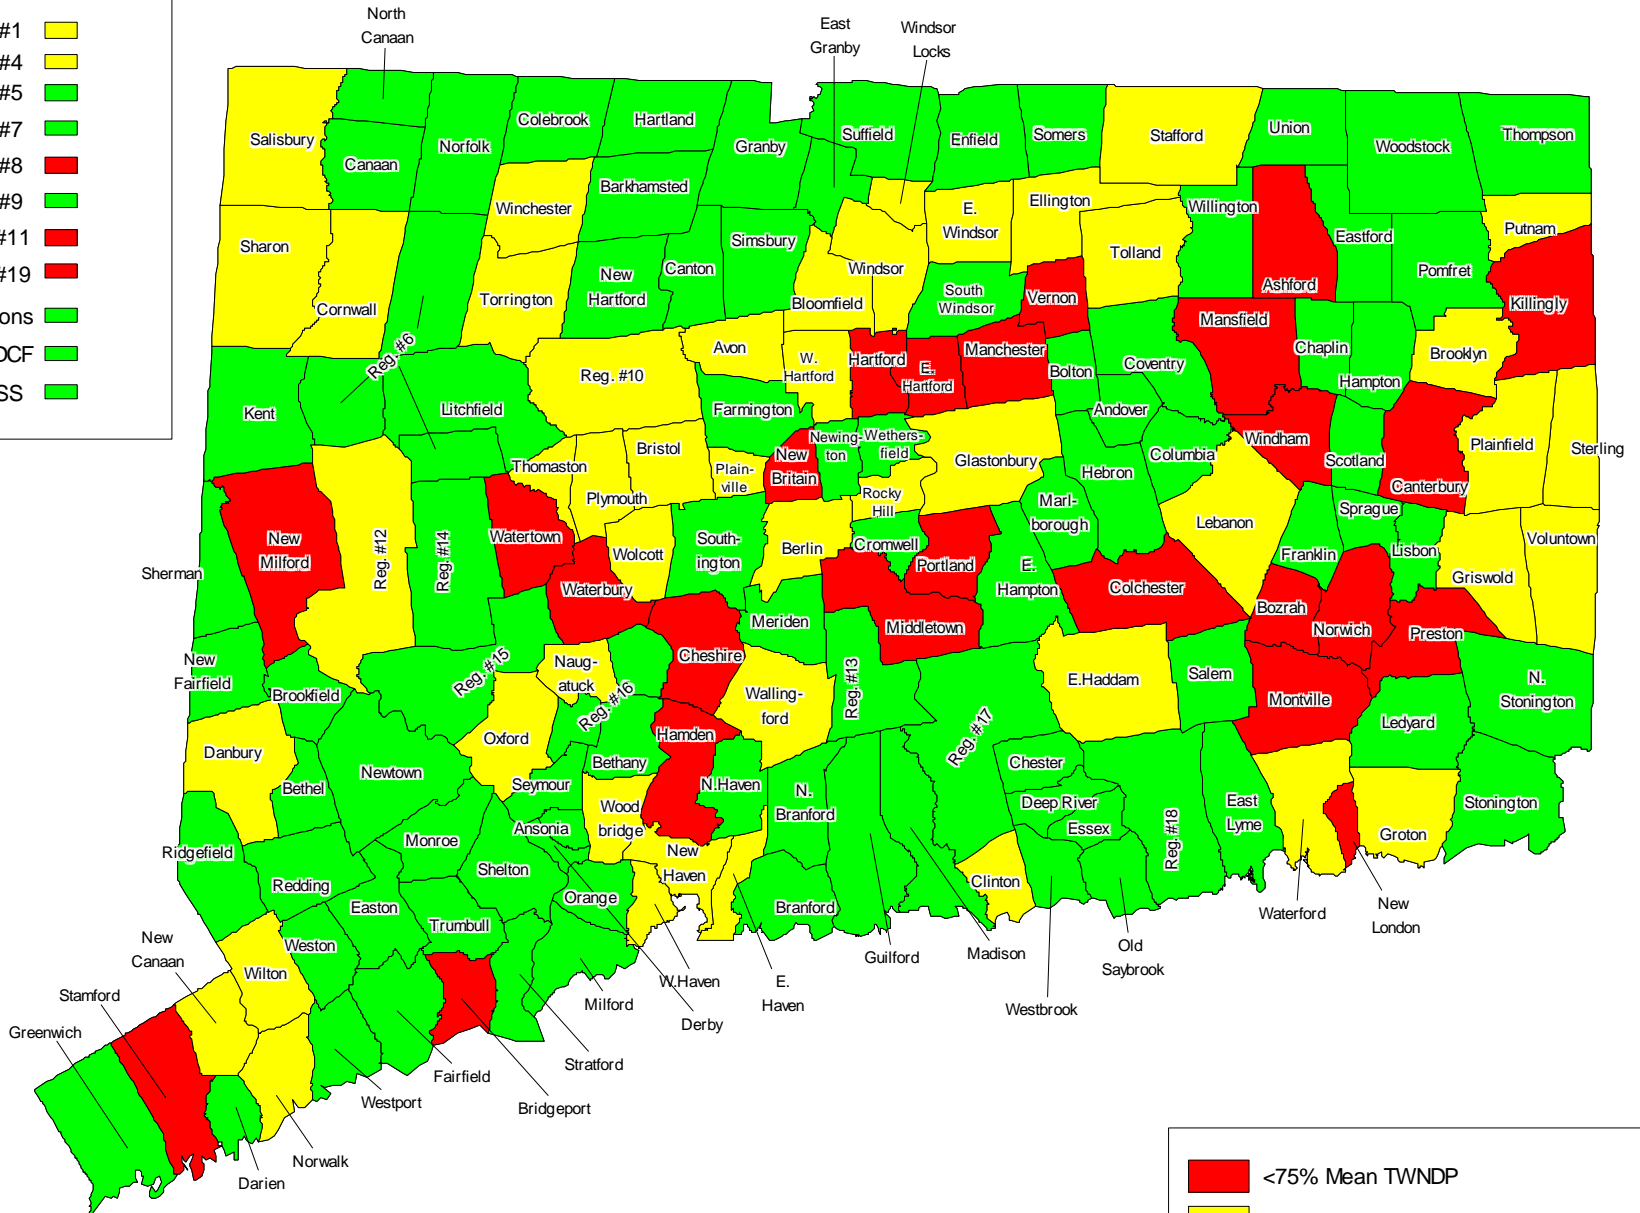 #1
#4
#5
#7
#8
#9
#11
#19
ons
DCF
SS
North
Canaan
East
Granby
Windsor
Locks
Salisbury
Canaan
Norfolk
Colebrook
Hartland
Granby
Suffield
Enfield
Somers
Stafford
Union
Woodstock
Thompson
Winchester
Barkhamsted
Simsbury
E.
Windsor
Ellington
Tolland
Willington
Ashford
Eastford
Pomfret
Putnam
Killingly
Sharon
Cornwall
Torrington
New
Hartford
Canton
Bloomfield
Windsor
South
Windsor
Vernon
Mansfield
Chaplin
Hampton
Brooklyn
Reg. #6
Kent
Litchfield
Reg. #10
Avon
W.
Hartford
Hartford
E.
Hartford
Manchester
Bolton
Coventry
Andover
Farmington
Newing-
ton
Wethers-
field
Glastonbury
Hebron
Columbia
Windham
Scotland
Canterbury
Plainfield
Sterling
Thomaston
Bristol
Plymouth
Plain-
ville
New
Britain
Rocky
Hill
Marl-
borough
Lebanon
Sprague
Franklin
Lisbon
Griswold
Voluntown
Sherman
New
Milford
Reg. #12
Reg. #14
Watertown
Wolcott
Waterbury
South-
ington
Berlin
Cromwell
Portland
E.
Hampton
Colchester
Bozrah
Norwich
Preston
Meriden
Middletown
New
Fairfield
Brookfield
Reg. #15
Naug-
atuck
Reg. #16
Cheshire
Walling-
ford
Reg. #13
E.Haddam
Salem
Montville
Ledyard
N.
Stonington
Danbury
Bethel
Newtown
Oxford
Seymour
Bethany
Hamden
N.Haven
Reg. #17
Chester
Deep River
Essex
Reg. #18
East
Lyme
Groton
Stonington
Ridgefield
Redding
Monroe
Ansonia
Shelton
Wood
bridge
New
Haven
N.
Branford
Branford
Clinton
Easton
Trumbull
Orange
Weston
Wilton
New
Canaan
Stamford
Greenwich
Darien
Norwalk
Westport
Fairfield
Bridgeport
Stratford
Milford
Derby
W.Haven
E.
Haven
Guilford
Madison
Westbrook
Old
Saybrook
Waterford
New
London
<75% Mean TWNDP